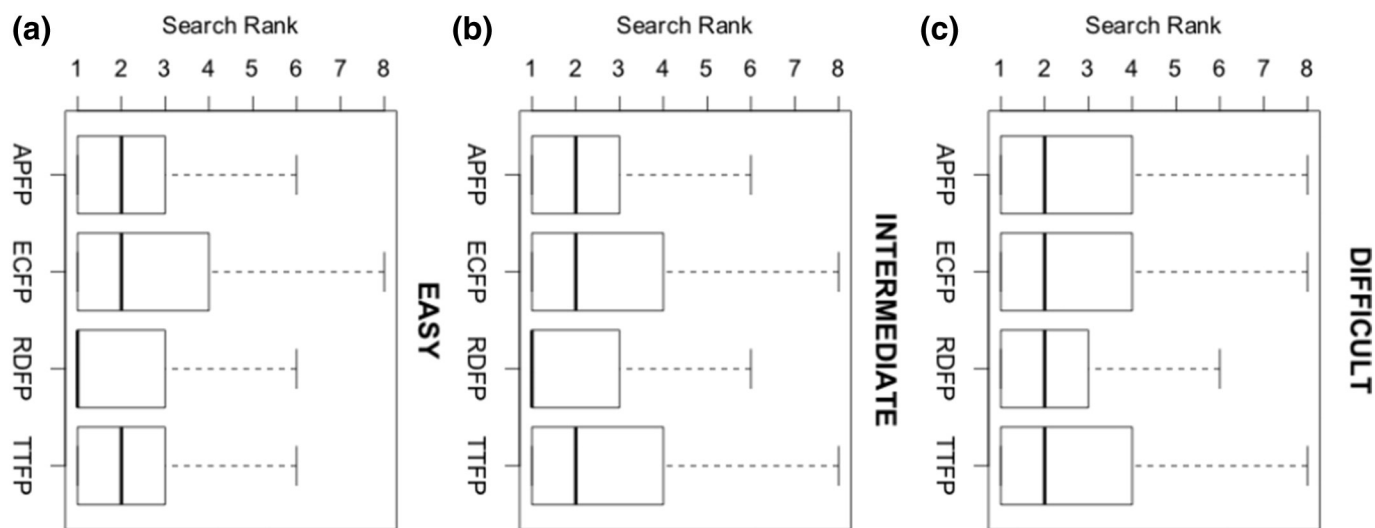 (a)
Search Rank
1 2 3 4 5 6 7 8
APFP
ECFP
RDFP
TTFP
EASY
(b)
Search Rank
1 2 3 4 5 6 7 8
APFP
ECFP
RDFP
TTFP
INTERMEDIATE
(c)
Search Rank
1 2 3 4 5 6 7 8
APFP
ECFP
RDFP
TTFP
DIFFICULT